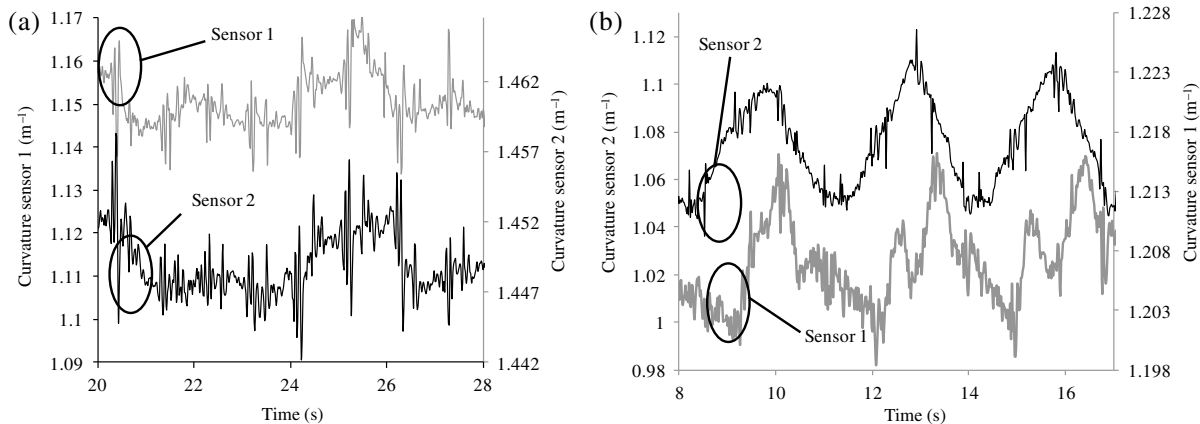 (a)
1.17
1.16
1.15
1.14
1.13
1.12
1.11
1.1
1.09
Curvature sensor 1 (m⁻¹)
Sensor 1
Sensor 2
1.462
1.457
1.452
1.447
1.442
Curvature sensor 2 (m⁻¹)
20 22 24 26 28
Time (s)
(b)
1.12
1.1
1.08
1.06
1.04
1.02
1
0.98
Curvature sensor 2 (m⁻¹)
Sensor 2
Sensor 1
1.228
1.223
1.218
1.213
1.208
1.203
1.198
Curvature sensor 1 (m⁻¹)
8 10 12 14 16
Time (s)